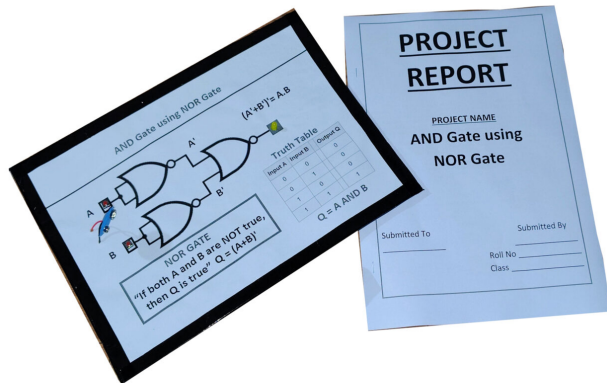 AND Gate using NOR Gate
(A'+B')'= A.B
A'
A
B'
B
Truth Table
Input A Input B Output Q
0 0 0
0 1 0
1 0 0
1 1 1
Q = A AND B
NOR GATE
"If both A and B are NOT true,
then Q is true" Q = (A+B)'
PROJECT
REPORT
PROJECT NAME
AND Gate using
NOR Gate
Submitted To
Submitted By
Roll No
Class